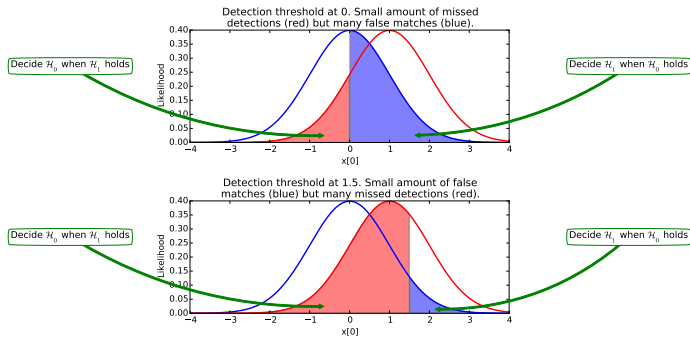 Detection threshold at 0. Small amount of missed
detections (red) but many false matches (blue).
0.40
0.35
0.30
0.25
0.20
0.15
0.10
0.05
0.00
Likelihood
−4 −3 −2 −1 0 1 2 3 4
x[0]
Decide ℋ₀ when ℋ₁ holds
Decide ℋ₁ when ℋ₀ holds
Detection threshold at 1.5. Small amount of false
matches (blue) but many missed detections (red).
0.40
0.35
0.30
0.25
0.20
0.15
0.10
0.05
0.00
Likelihood
−4 −3 −2 −1 0 1 2 3 4
x[0]
Decide ℋ₀ when ℋ₁ holds
Decide ℋ₁ when ℋ₀ holds